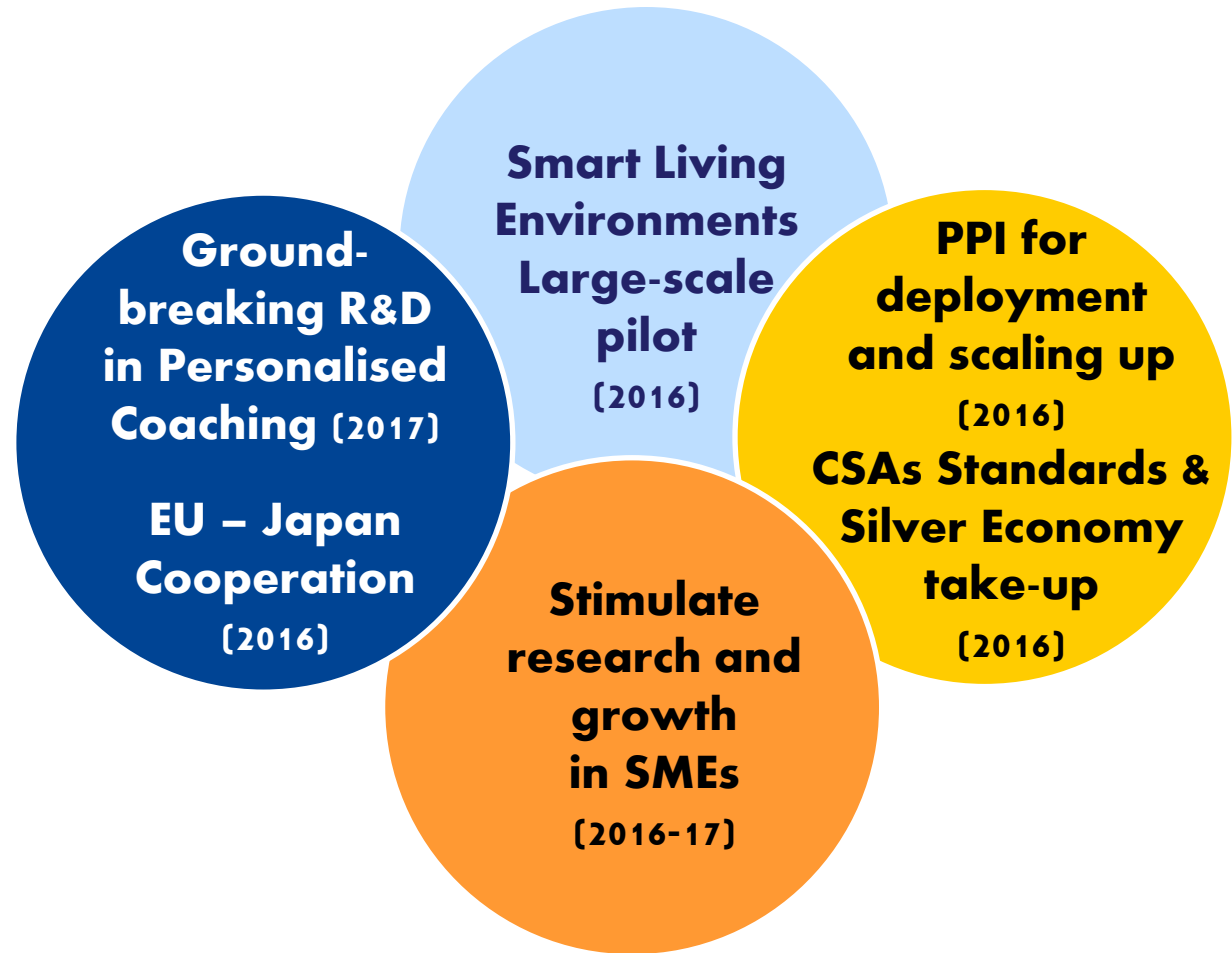 Smart Living
Environments
Large-scale
pilot
(2016)
Ground-
breaking R&D
in Personalised
Coaching (2017)
EU – Japan
Cooperation
(2016)
PPI for
deployment
and scaling up
(2016)
CSAs Standards &
Silver Economy
take-up
(2016)
Stimulate
research and
growth
in SMEs
(2016-17)